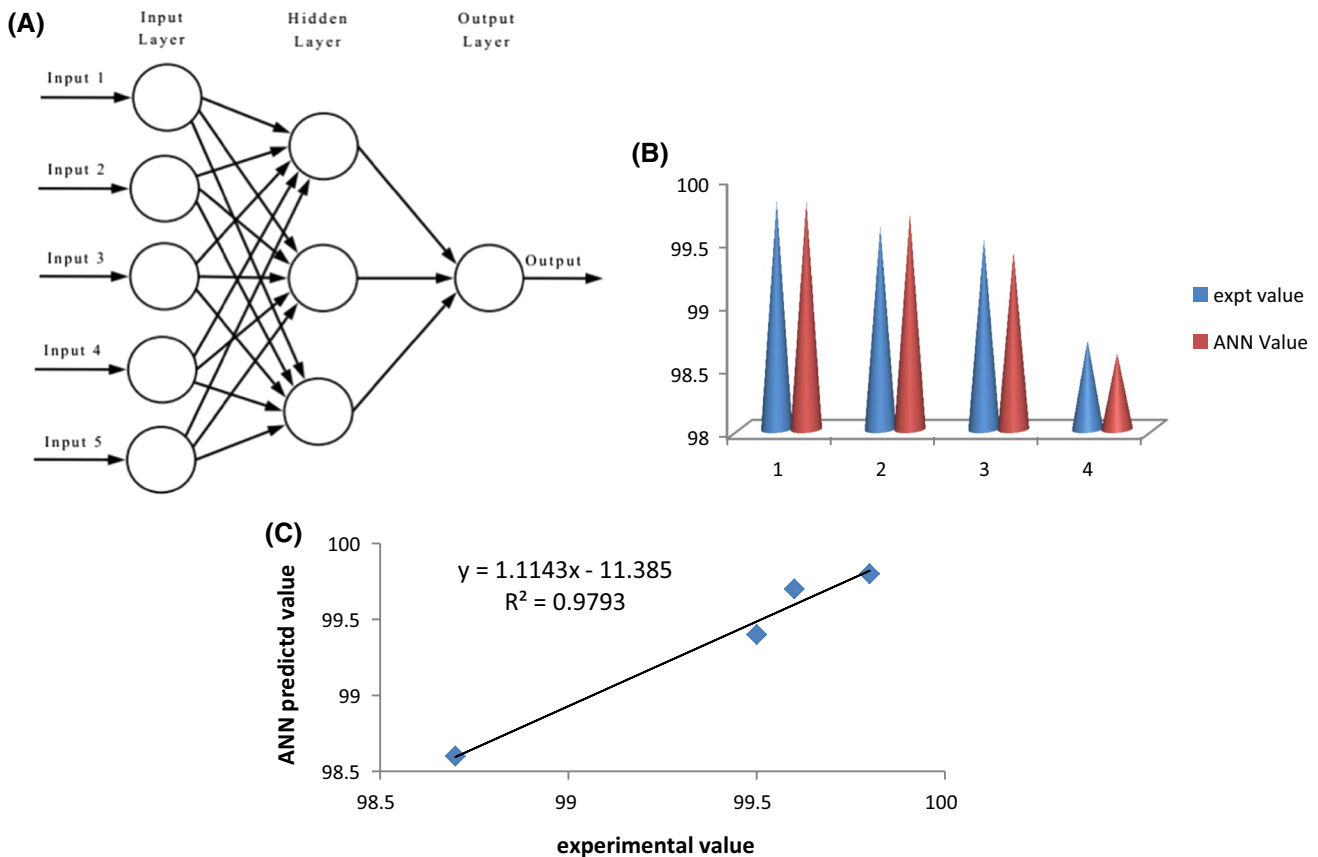 (A)
Input
Layer
Hidden
Layer
Output
Layer
Input 1
Input 2
Input 3
Input 4
Input 5
Output
(B)
100
99.5
99
98.5
98
1
2
3
4
expt value
ANN Value
(C)
ANN predictd value
100
99.5
99
98.5
y = 1.1143x - 11.385
R² = 0.9793
98.5
99
99.5
100
experimental value